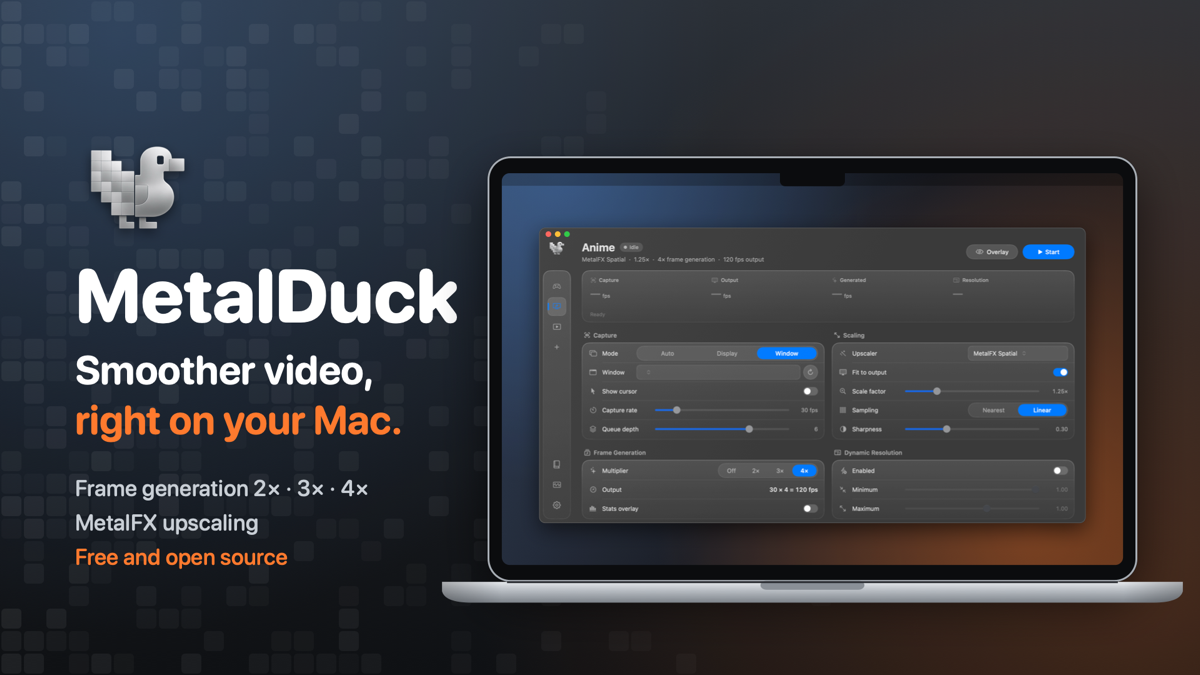 MetalDuck
Smoother video,
right on your Mac.
Frame generation 2× · 3× · 4×
MetalFX upscaling
Free and open source
Anime
Idle
MetalFX Spatial · 1.25× · 4× frame generation · 120 fps output
Overlay
Start
Capture
Output
Generated
Resolution
— fps
— fps
— fps
—
Ready
Capture
Mode
Auto
Display
Window
Window
Show cursor
Capture rate
30 fps
Queue depth
6
Scaling
Upscaler
MetalFX Spatial
Fit to output
Scale factor
1.25×
Sampling
Nearest
Linear
Sharpness
0.30
Frame Generation
Multiplier
Off
2×
3×
4×
Output
30 × 4 = 120 fps
Stats overlay
Dynamic Resolution
Enabled
Minimum
1.00
Maximum
1.00